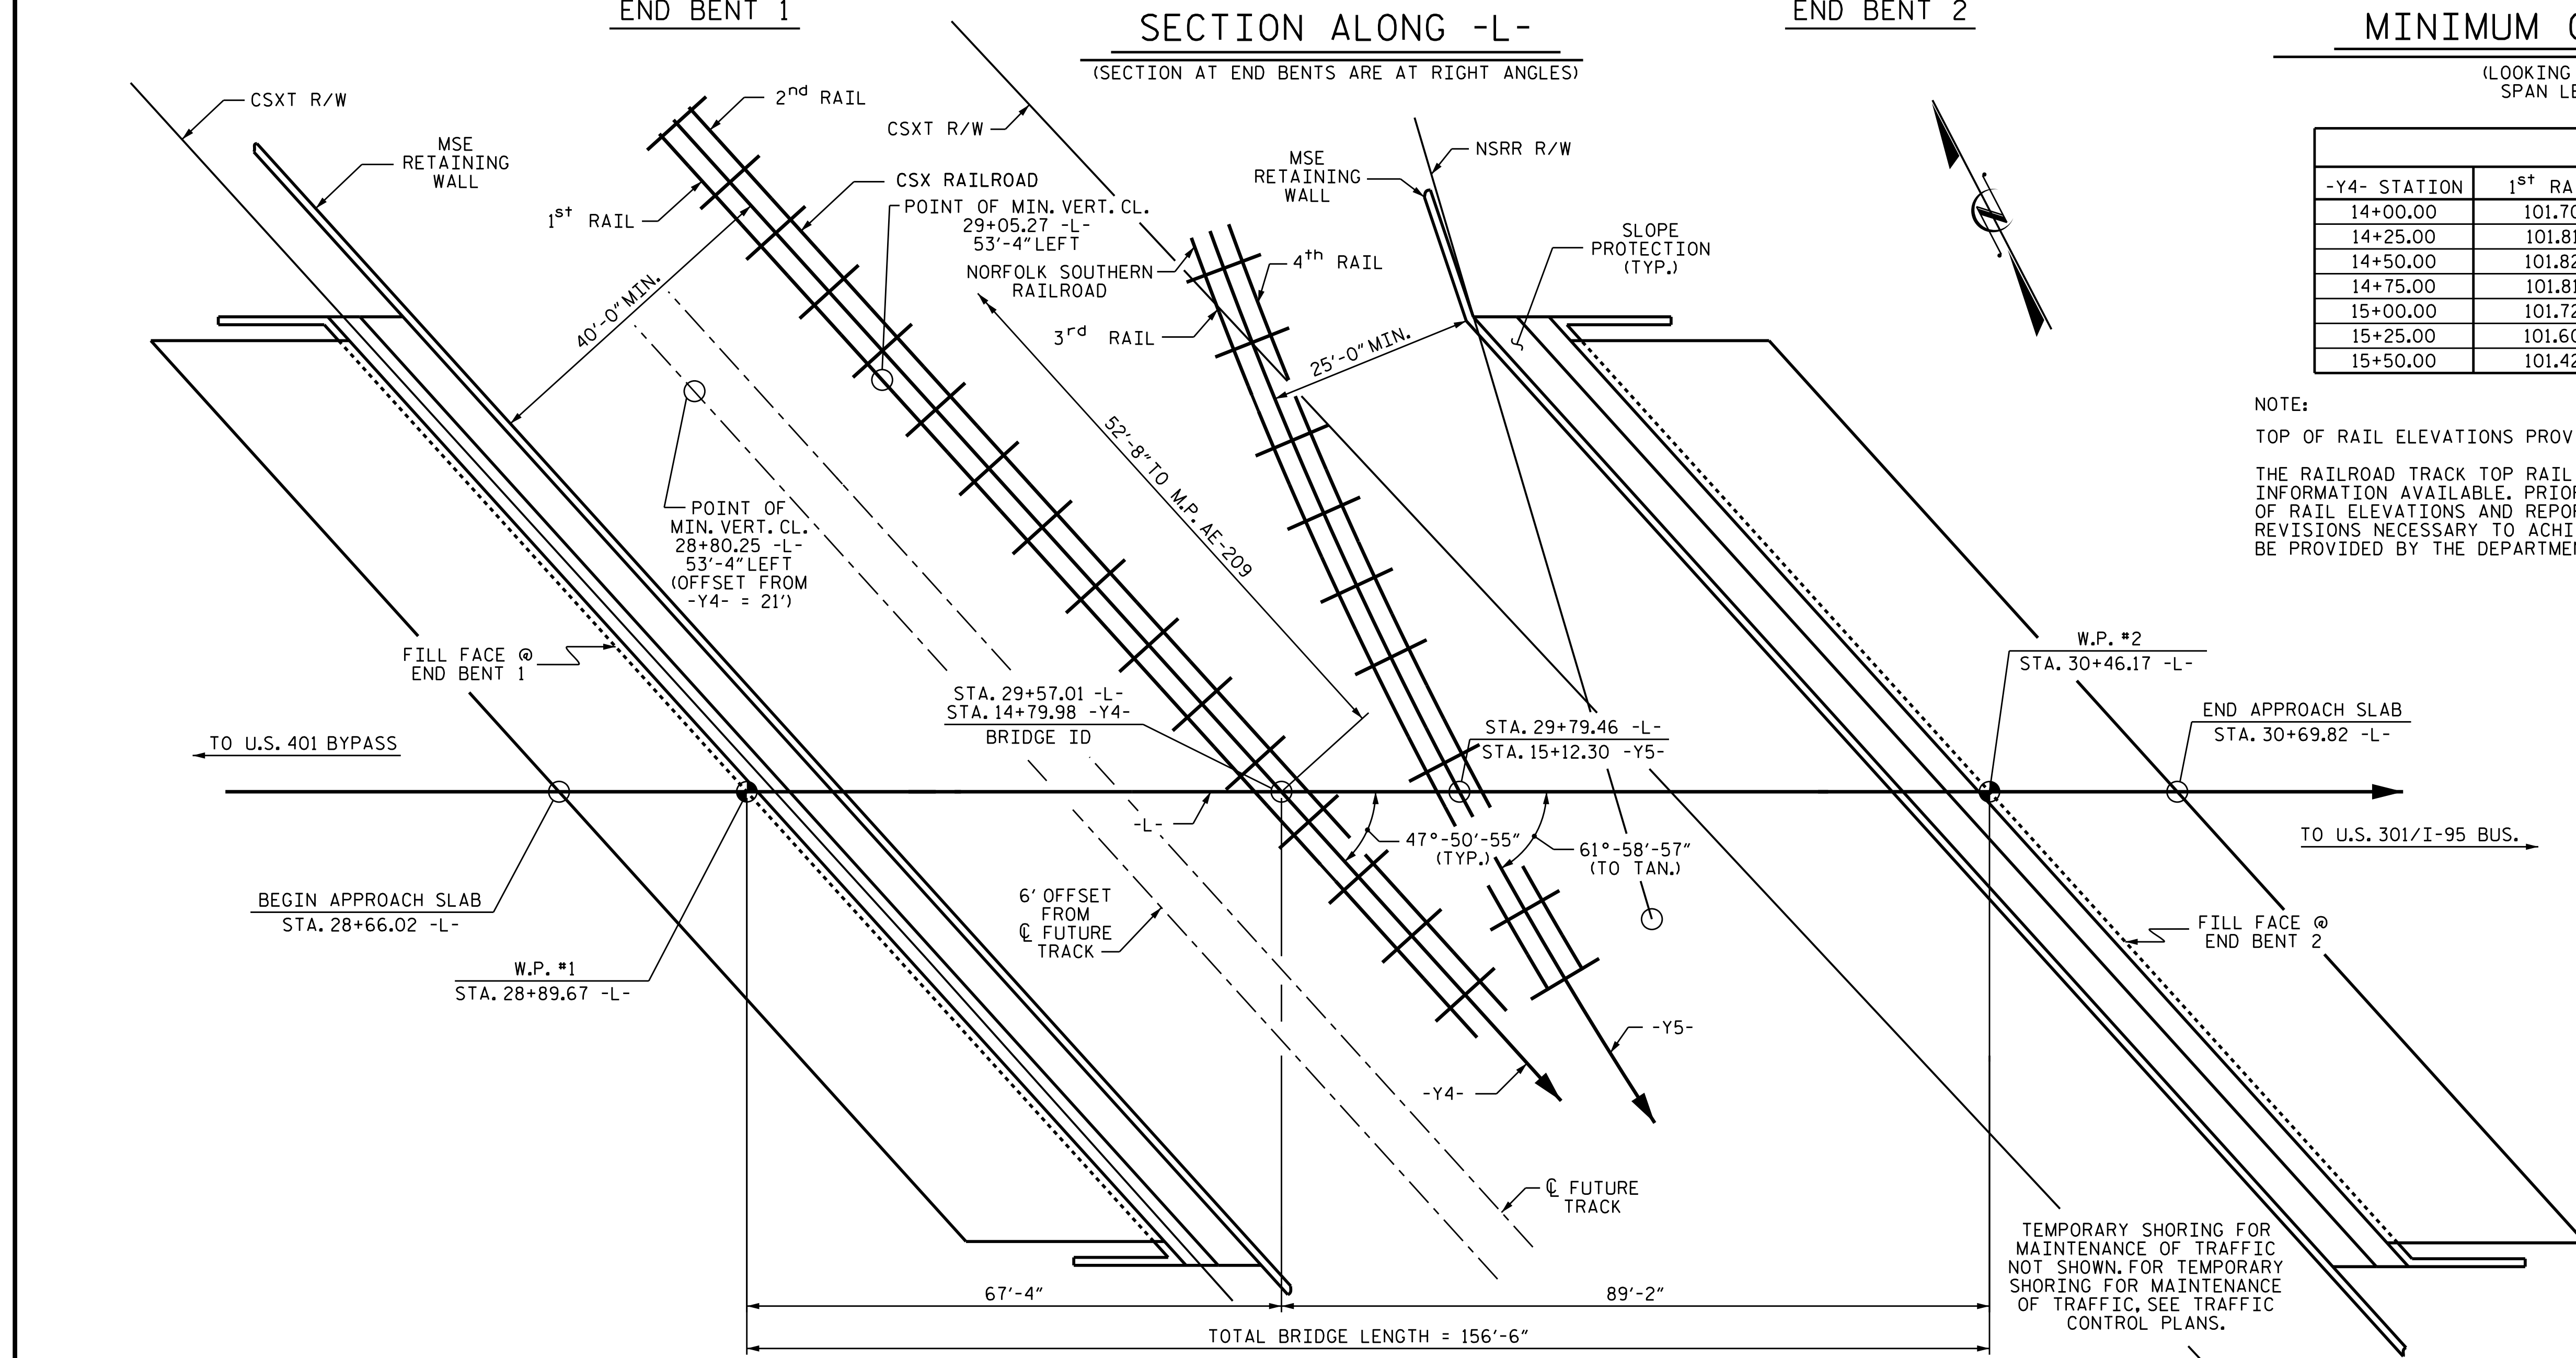 END BENT 1
SECTION ALONG -L-
(SECTION AT END BENTS ARE AT RIGHT ANGLES)
END BENT 2
MINIMUM
(LOOKING
SPAN
CSXT R/W
MSE
RETAINING
WALL
2nd RAIL
CSXT R/W
1st RAIL
CSX RAILROAD
POINT OF MIN. VERT. CL.
29+05.27 -L-
53'-4" LEFT
NORFOLK SOUTHERN
RAILROAD
3rd RAIL
4th RAIL
MSE
RETAINING
WALL
NSRR R/W
SLOPE
PROTECTION
(TYP.)
N
-Y4- STATION 1st
14+00.00
14+25.00
14+50.00
14+75.00
15+00.00
15+25.00
15+50.00
NOTE:
TOP OF RAIL ELEVATIONS
THE RAILROAD TRACK TOP RAIL
INFORMATION AVAILABLE. PRIOR
OF RAIL ELEVATIONS AND
REVISIONS NECESSARY TO
BE PROVIDED BY THE
40'-0" MIN.
25'-0" MIN.
52'-8" TO M.P. AE-209
POINT OF
MIN. VERT. CL.
28+80.25 -L-
53'-4" LEFT
(OFFSET FROM
-Y4- = 21')
FILL FACE @
END BENT 1
STA. 29+57.01 -L-
STA. 14+79.98 -Y4-
BRIDGE ID
STA. 29+79.46 -L-
STA. 15+12.30 -Y5-
W.P. #2
STA. 30+46.17 -L-
END APPROACH SLAB
STA. 30+69.82 -L-
TO U.S. 401 BYPASS
-L-
47°-50'-55"
(TYP.)
61°-58'-57"
(TO TAN.)
TO U.S. 301/I-95 BUS.
BEGIN APPROACH SLAB
STA. 28+66.02 -L-
W.P. #1
STA. 28+89.67 -L-
6' OFFSET
FROM
℄ FUTURE
TRACK
FILL FACE @
END BENT 2
-Y5-
-Y4-
℄ FUTURE
TRACK
TEMPORARY SHORING FOR
MAINTENANCE OF TRAFFIC
NOT SHOWN. FOR TEMPORARY
SHORING FOR MAINTENANCE
OF TRAFFIC, SEE TRAFFIC
CONTROL PLANS.
67'-4"
89'-2"
TOTAL BRIDGE LENGTH = 156'-6"